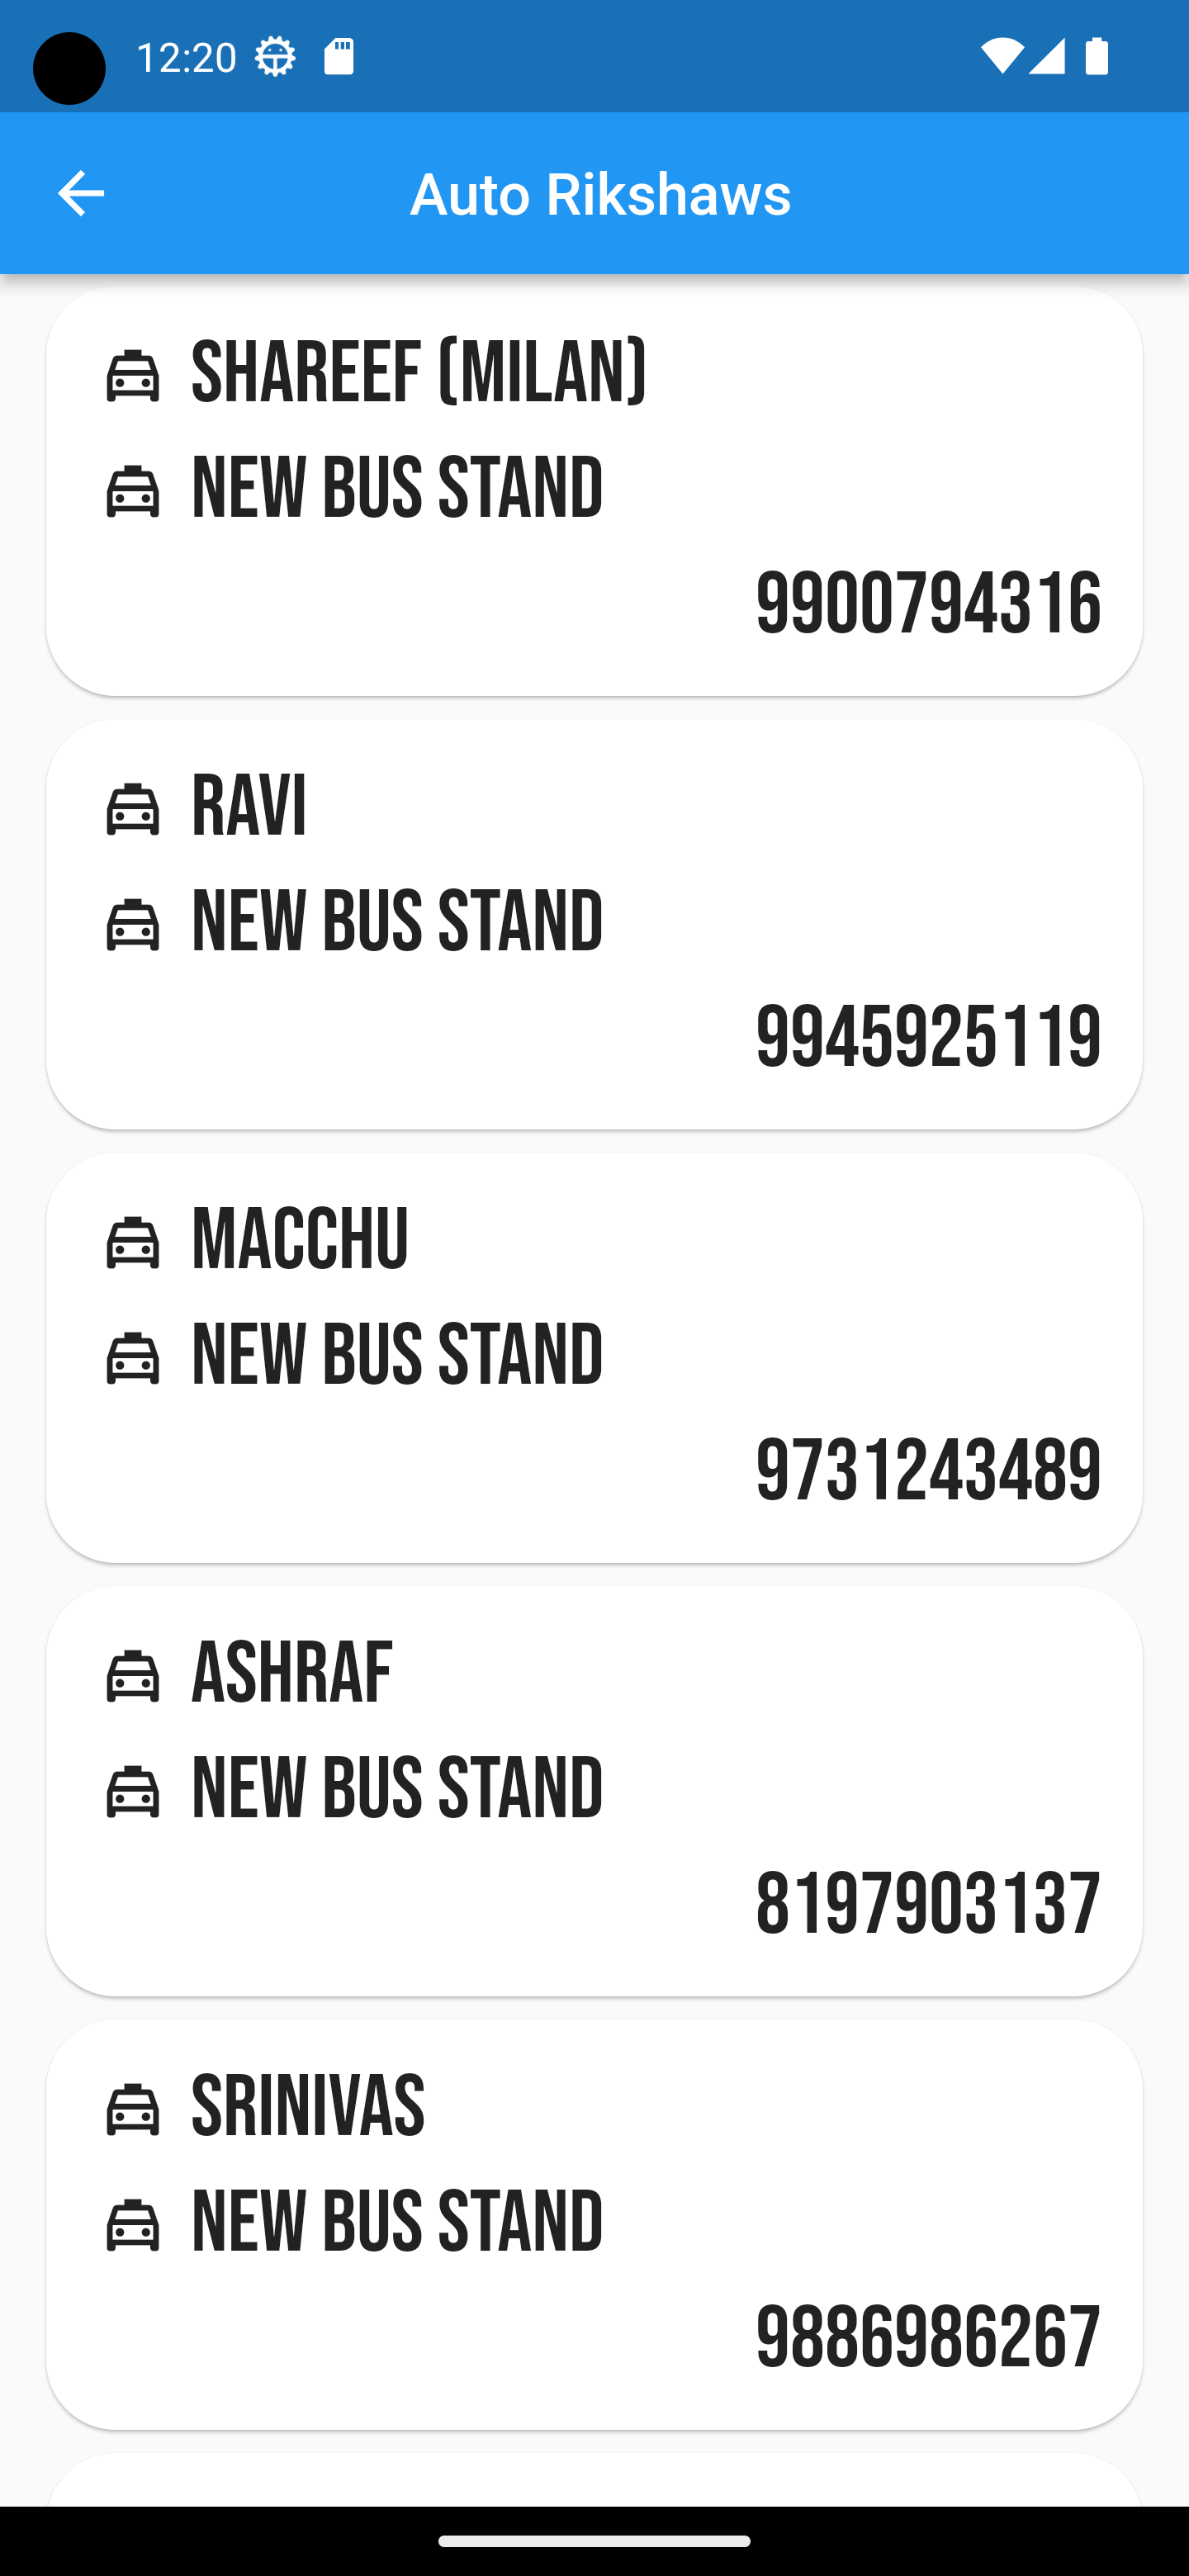 12:20
Auto Rikshaws
SHAREEF (MILAN)
NEW BUS STAND
9900794316
RAVI
NEW BUS STAND
9945925119
MACCHU
NEW BUS STAND
9731243489
ASHRAF
NEW BUS STAND
8197903137
SRINIVAS
NEW BUS STAND
9886986267